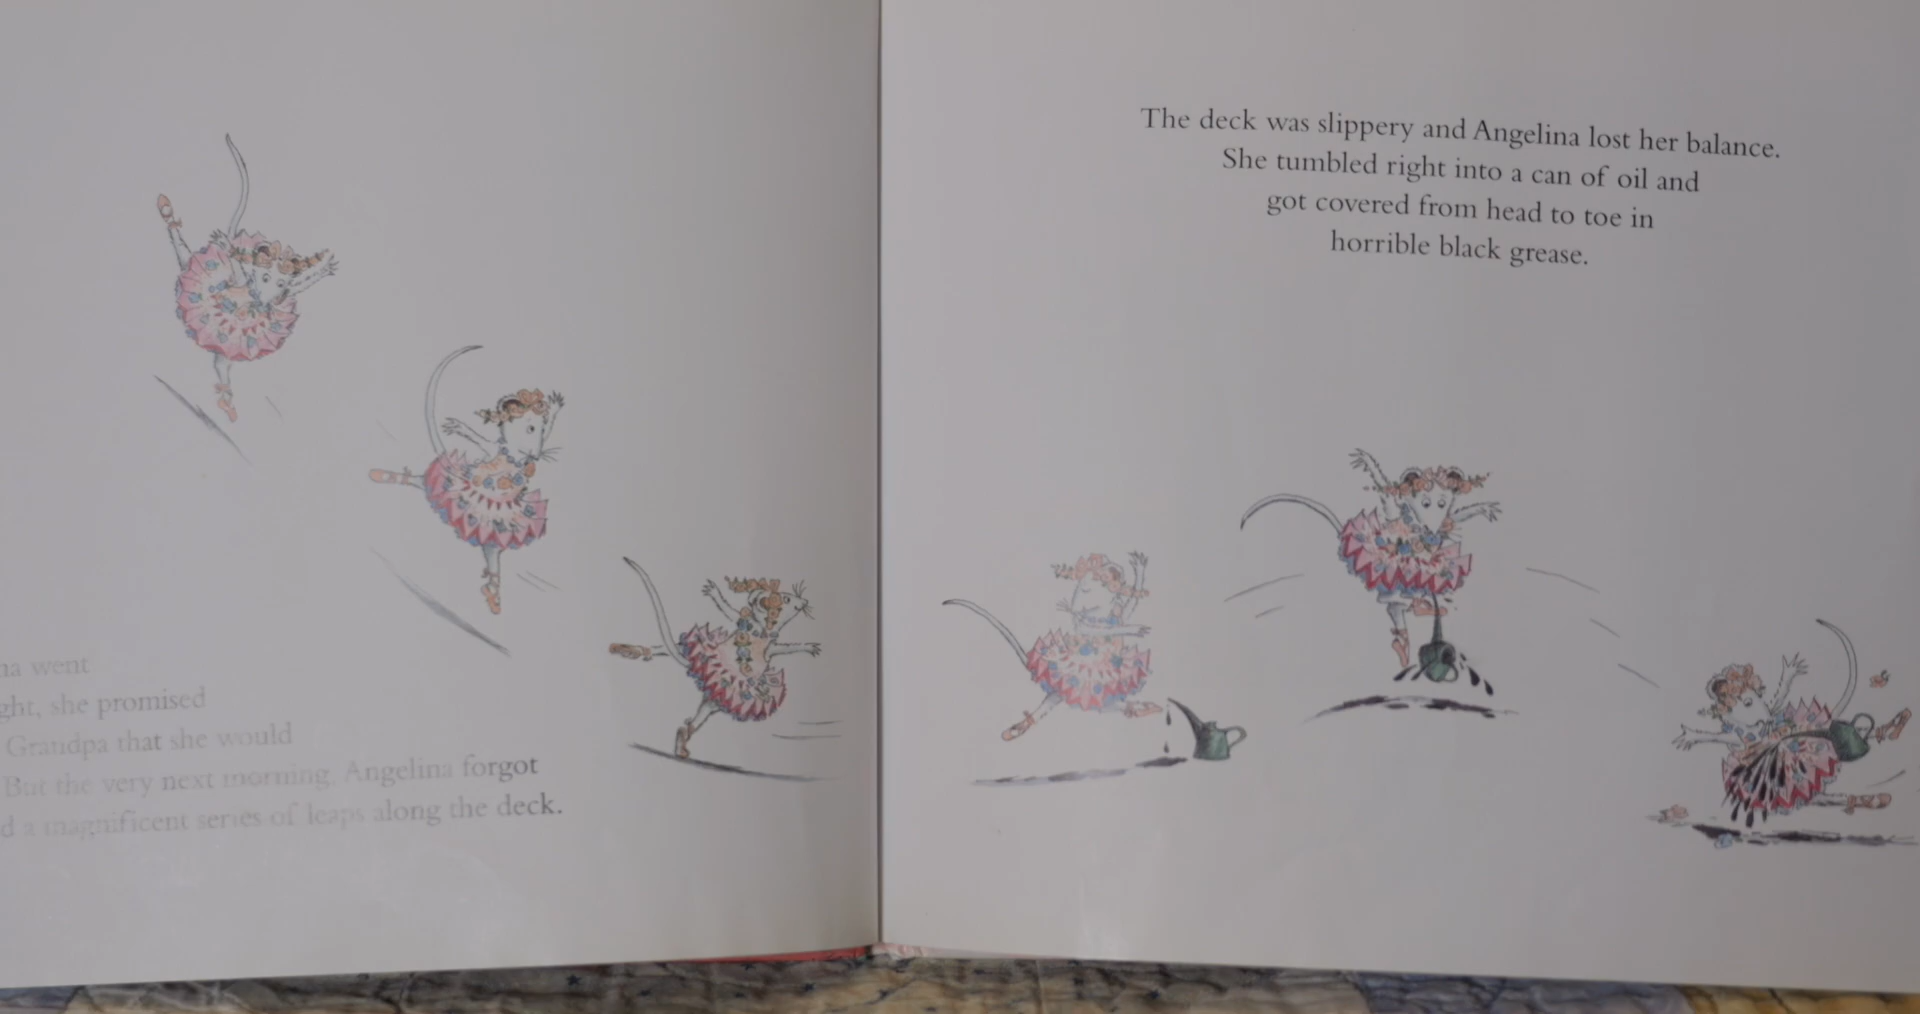 went
she promised
Grandpa that she would
But the very next morning, Angelina forgot
a magnificent series of leaps along the deck.
The deck was slippery and Angelina lost her balance.
She tumbled right into a can of oil and
got covered from head to toe in
horrible black grease.